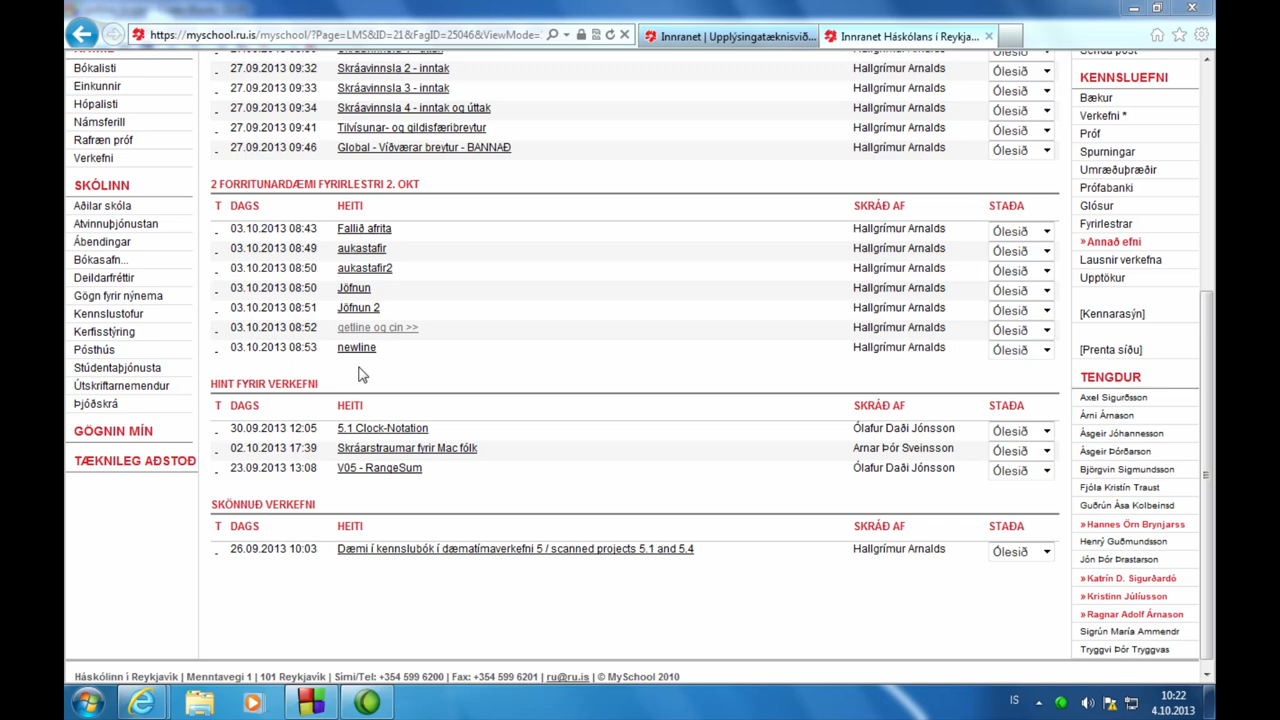 https://myschool.ru.is/myschool/?Page=LMS&ID=21&FagID=25046&ViewMode=
Innranet | Upplýsingatæknisvið...
Innranet Háskólans í Reykja...
Bókalisti
Einkunnir
Hópalisti
Námsferill
Rafræn próf
Verkefni
SKÓLINN
Aðilar skóla
Atvinnuþjónustan
Ábendingar
Bókasafn...
Deildarfréttir
Gögn fyrir nýnema
Kennslustofur
Kerfisstýring
Pósthús
Stúdentaþjónusta
Útskriftarnemendur
Þjóðskrá
GÖGNIN MÍN
TÆKNILEG AÐSTOÐ
Ólesið
27.09.2013 09:32 Skráavinnsla 2 - inntak Hallgrímur Arnalds Ólesið
27.09.2013 09:33 Skráavinnsla 3 - inntak Hallgrímur Arnalds Ólesið
27.09.2013 09:34 Skráavinnsla 4 - inntak og úttak Hallgrímur Arnalds Ólesið
27.09.2013 09:41 Tilvísunar- og gildisfæribreytur Hallgrímur Arnalds Ólesið
27.09.2013 09:46 Global - Víðværar breytur - BANNAÐ Hallgrímur Arnalds Ólesið
2 FORRITUNARDÆMI FYRIRLESTRI 2. OKT
T DAGS HEITI SKRÁÐ AF STAÐA
03.10.2013 08:43 Fallið afrita Hallgrímur Arnalds Ólesið
03.10.2013 08:49 aukastafir Hallgrímur Arnalds Ólesið
03.10.2013 08:50 aukastafir2 Hallgrímur Arnalds Ólesið
03.10.2013 08:50 Jöfnun Hallgrímur Arnalds Ólesið
03.10.2013 08:51 Jöfnun 2 Hallgrímur Arnalds Ólesið
03.10.2013 08:52 getline og cin >> Hallgrímur Arnalds Ólesið
03.10.2013 08:53 newline Hallgrímur Arnalds Ólesið
HINT FYRIR VERKEFNI
T DAGS HEITI SKRÁÐ AF STAÐA
30.09.2013 12:05 5.1 Clock-Notation Ólafur Daði Jónsson Ólesið
02.10.2013 17:39 Skráarstraumar fyrir Mac fólk Arnar Þór Sveinsson Ólesið
23.09.2013 13:08 V05 - RangeSum Ólafur Daði Jónsson Ólesið
SKÖNNUÐ VERKEFNI
T DAGS HEITI SKRÁÐ AF STAÐA
26.09.2013 10:03 Dæmi í kennslubók í dæmatímaverkefni 5 / scanned projects 5.1 and 5.4 Hallgrímur Arnalds Ólesið
Senda póst
KENNSLUEFNI
Bækur
Verkefni *
Próf
Spurningar
Umræðuþræðir
Prófabanki
Glósur
Fyrirlestrar
» Annað efni
Lausnir verkefna
Upptökur
[Kennarasýn]
[Prenta síðu]
TENGDUR
Axel Sigurðsson
Árni Árnason
Ásgeir Jóhannesson
Ásgeir Þórðarson
Björgvin Sigmundsson
Fjóla Kristín Traust
Guðrún Ása Kolbeinsd
» Hannes Örn Brynjarss
Henrý Guðmundsson
Jón Þór Þrastarson
» Katrín D. Sigurðardó
» Kristinn Júlíusson
» Ragnar Adolf Árnason
Sigrún María Ammendr
Tryggvi Þór Tryggvas
Háskólinn í Reykjavík | Menntavegi 1 | 101 Reykjavík | Sími/Tel: +354 599 6200 | Fax: +354 599 6201 | ru@ru.is | © MySchool 2010
IS
10:22
4.10.2013